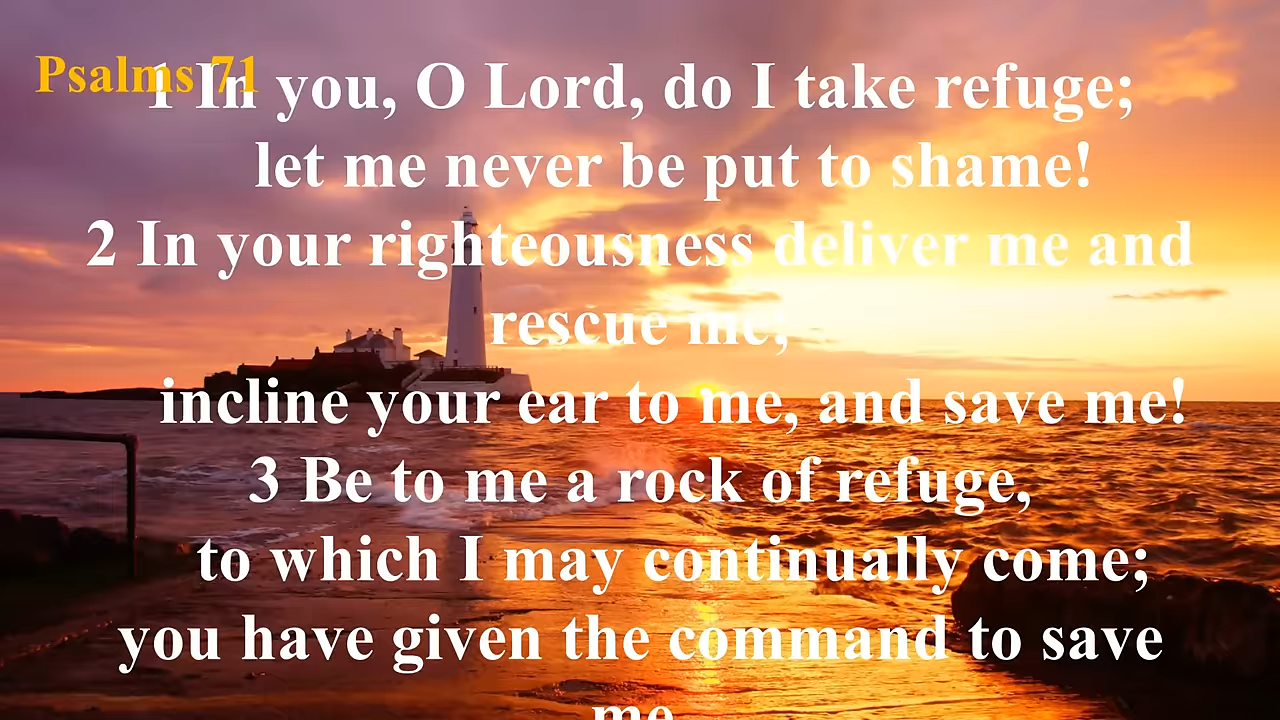 Psalms 71
1 In you, O Lord, do I take refuge;
let me never be put to shame!
2 In your righteousness deliver me and
rescue me;
incline your ear to me, and save me!
3 Be to me a rock of refuge,
to which I may continually come;
you have given the command to save
me